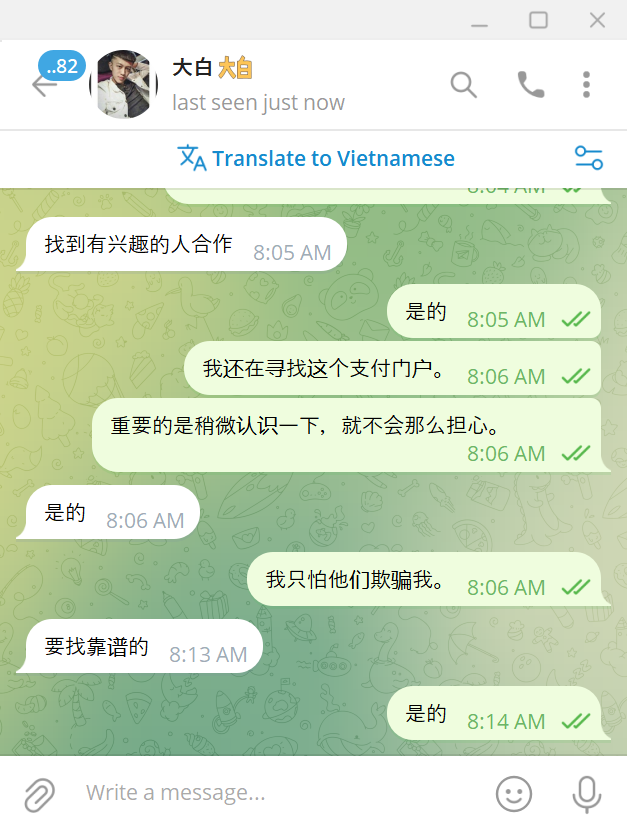 ..82
大白 大白
last seen just now
Translate to Vietnamese
8:04 AM
找到有兴趣的人合作 8:05 AM
是的 8:05 AM
我还在寻找这个支付门户。 8:06 AM
重要的是稍微认识一下，就不会那么担心。
8:06 AM
是的 8:06 AM
我只怕他们欺骗我。 8:06 AM
要找靠谱的 8:13 AM
是的 8:14 AM
Write a message...